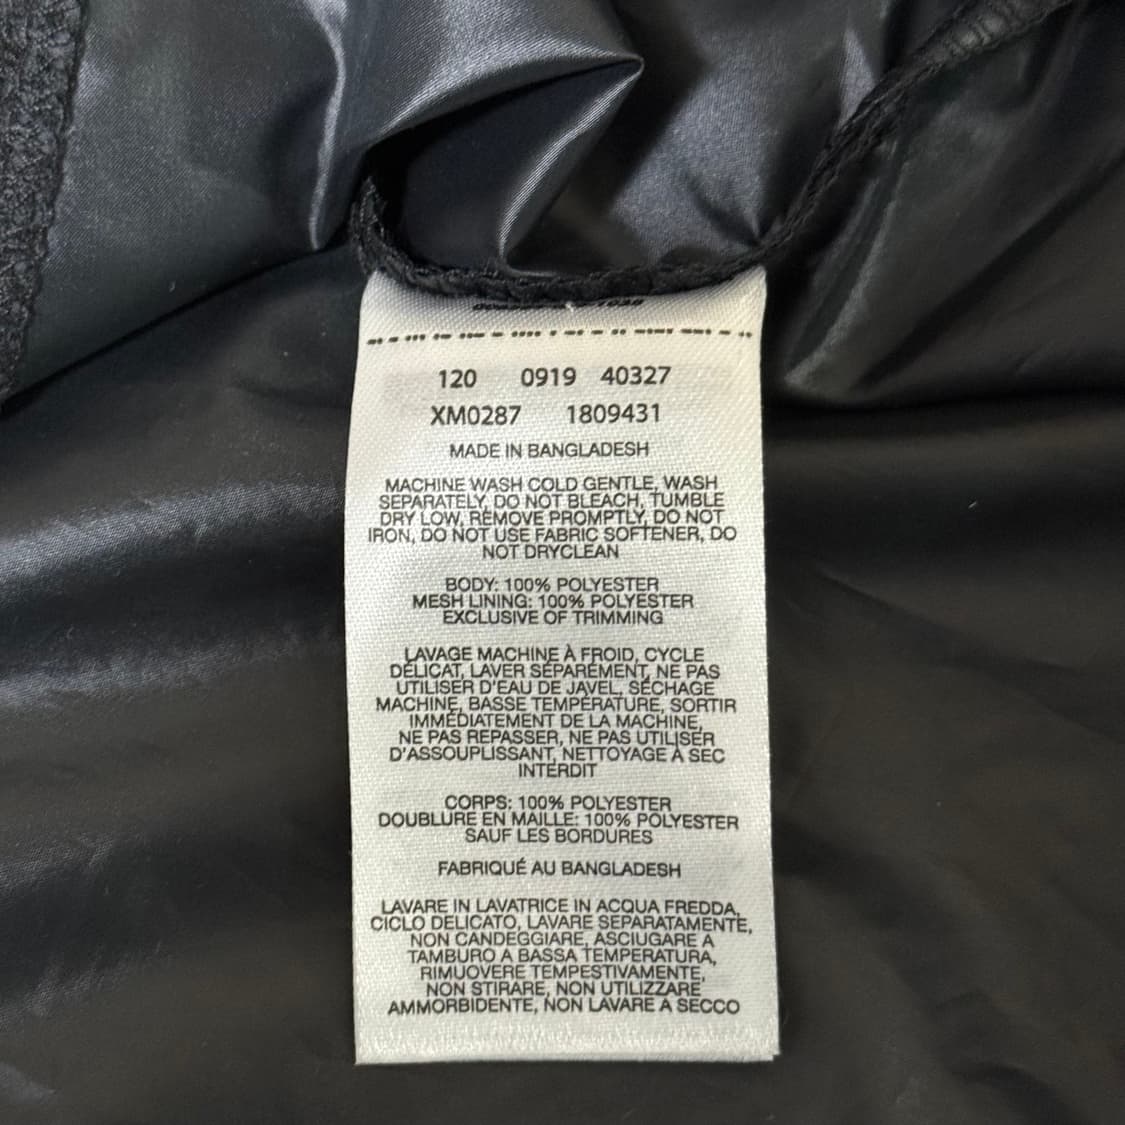 120 0919 40327
XM0287 1809431
MADE IN BANGLADESH
MACHINE WASH COLD GENTLE, WASH
SEPARATELY, DO NOT BLEACH, TUMBLE
DRY LOW, REMOVE PROMPTLY, DO NOT
IRON, DO NOT USE FABRIC SOFTENER, DO
NOT DRYCLEAN
BODY: 100% POLYESTER
MESH LINING: 100% POLYESTER
EXCLUSIVE OF TRIMMING
LAVAGE MACHINE À FROID, CYCLE
DÉLICAT, LAVER SÉPARÉMENT, NE PAS
UTILISER D'EAU DE JAVEL, SÉCHAGE
MACHINE, BASSE TEMPÉRATURE, SORTIR
IMMÉDIATEMENT DE LA MACHINE,
NE PAS REPASSER, NE PAS UTILISER
D'ASSOUPLISSANT, NETTOYAGE À SEC
INTERDIT
CORPS: 100% POLYESTER
DOUBLURE EN MAILLE: 100% POLYESTER
SAUF LES BORDURES
FABRIQUÉ AU BANGLADESH
LAVARE IN LAVATRICE IN ACQUA FREDDA,
CICLO DELICATO, LAVARE SEPARATAMENTE,
NON CANDEGGIARE, ASCIUGARE A
TAMBURO A BASSA TEMPERATURA,
RIMUOVERE TEMPESTIVAMENTE,
NON STIRARE, NON UTILIZZARE
AMMORBIDENTE, NON LAVARE A SECCO